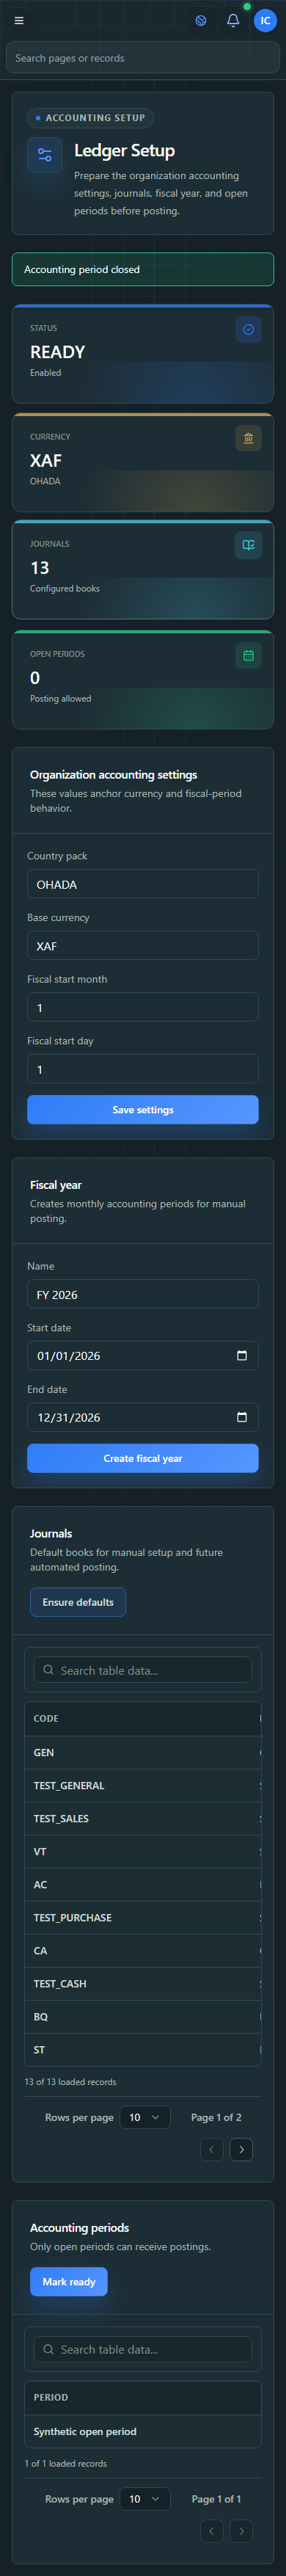 IC
Search pages or records
ACCOUNTING SETUP
Ledger Setup
Prepare the organization accounting
settings, journals, fiscal year, and open
periods before posting.
Accounting period closed
STATUS
READY
Enabled
CURRENCY
XAF
OHADA
JOURNALS
13
Configured books
OPEN PERIODS
0
Posting allowed
Organization accounting settings
These values anchor currency and fiscal-period
behavior.
Country pack
OHADA
Base currency
XAF
Fiscal start month
1
Fiscal start day
1
Save settings
Fiscal year
Creates monthly accounting periods for manual
posting.
Name
FY 2026
Start date
01/01/2026
End date
12/31/2026
Create fiscal year
Journals
Default books for manual setup and future
automated posting.
Ensure defaults
Search table data...
CODE
GEN
TEST_GENERAL
TEST_SALES
VT
AC
TEST_PURCHASE
CA
TEST_CASH
BQ
ST
13 of 13 loaded records
Rows per page 10 Page 1 of 2
Accounting periods
Only open periods can receive postings.
Mark ready
Search table data...
PERIOD
Synthetic open period
1 of 1 loaded records
Rows per page 10 Page 1 of 1